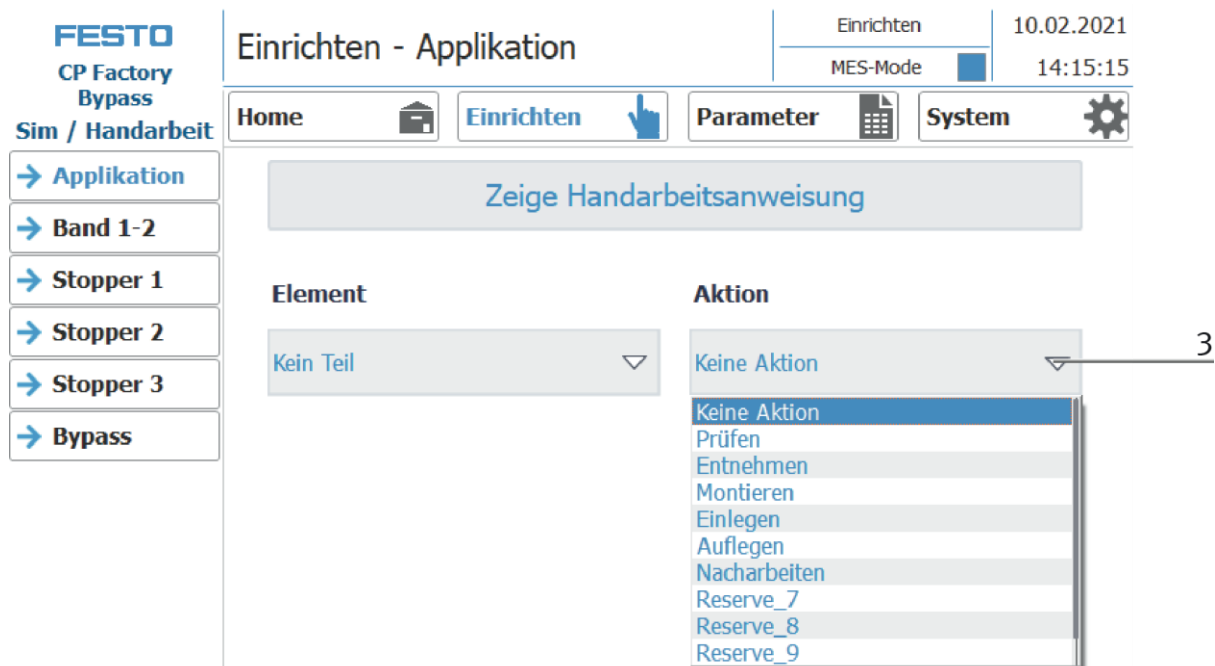 FESTO
CP Factory
Bypass
Sim / Handarbeit
Einrichten - Applikation
Einrichten
MES-Mode
10.02.2021
14:15:15
Home
Einrichten
Parameter
System
Applikation
Band 1-2
Stopper 1
Stopper 2
Stopper 3
Bypass
Zeige Handarbeitsanweisung
Element
Kein Teil
Aktion
Keine Aktion
3
Keine Aktion
Prüfen
Entnehmen
Montieren
Einlegen
Auflegen
Nacharbeiten
Reserve_7
Reserve_8
Reserve_9